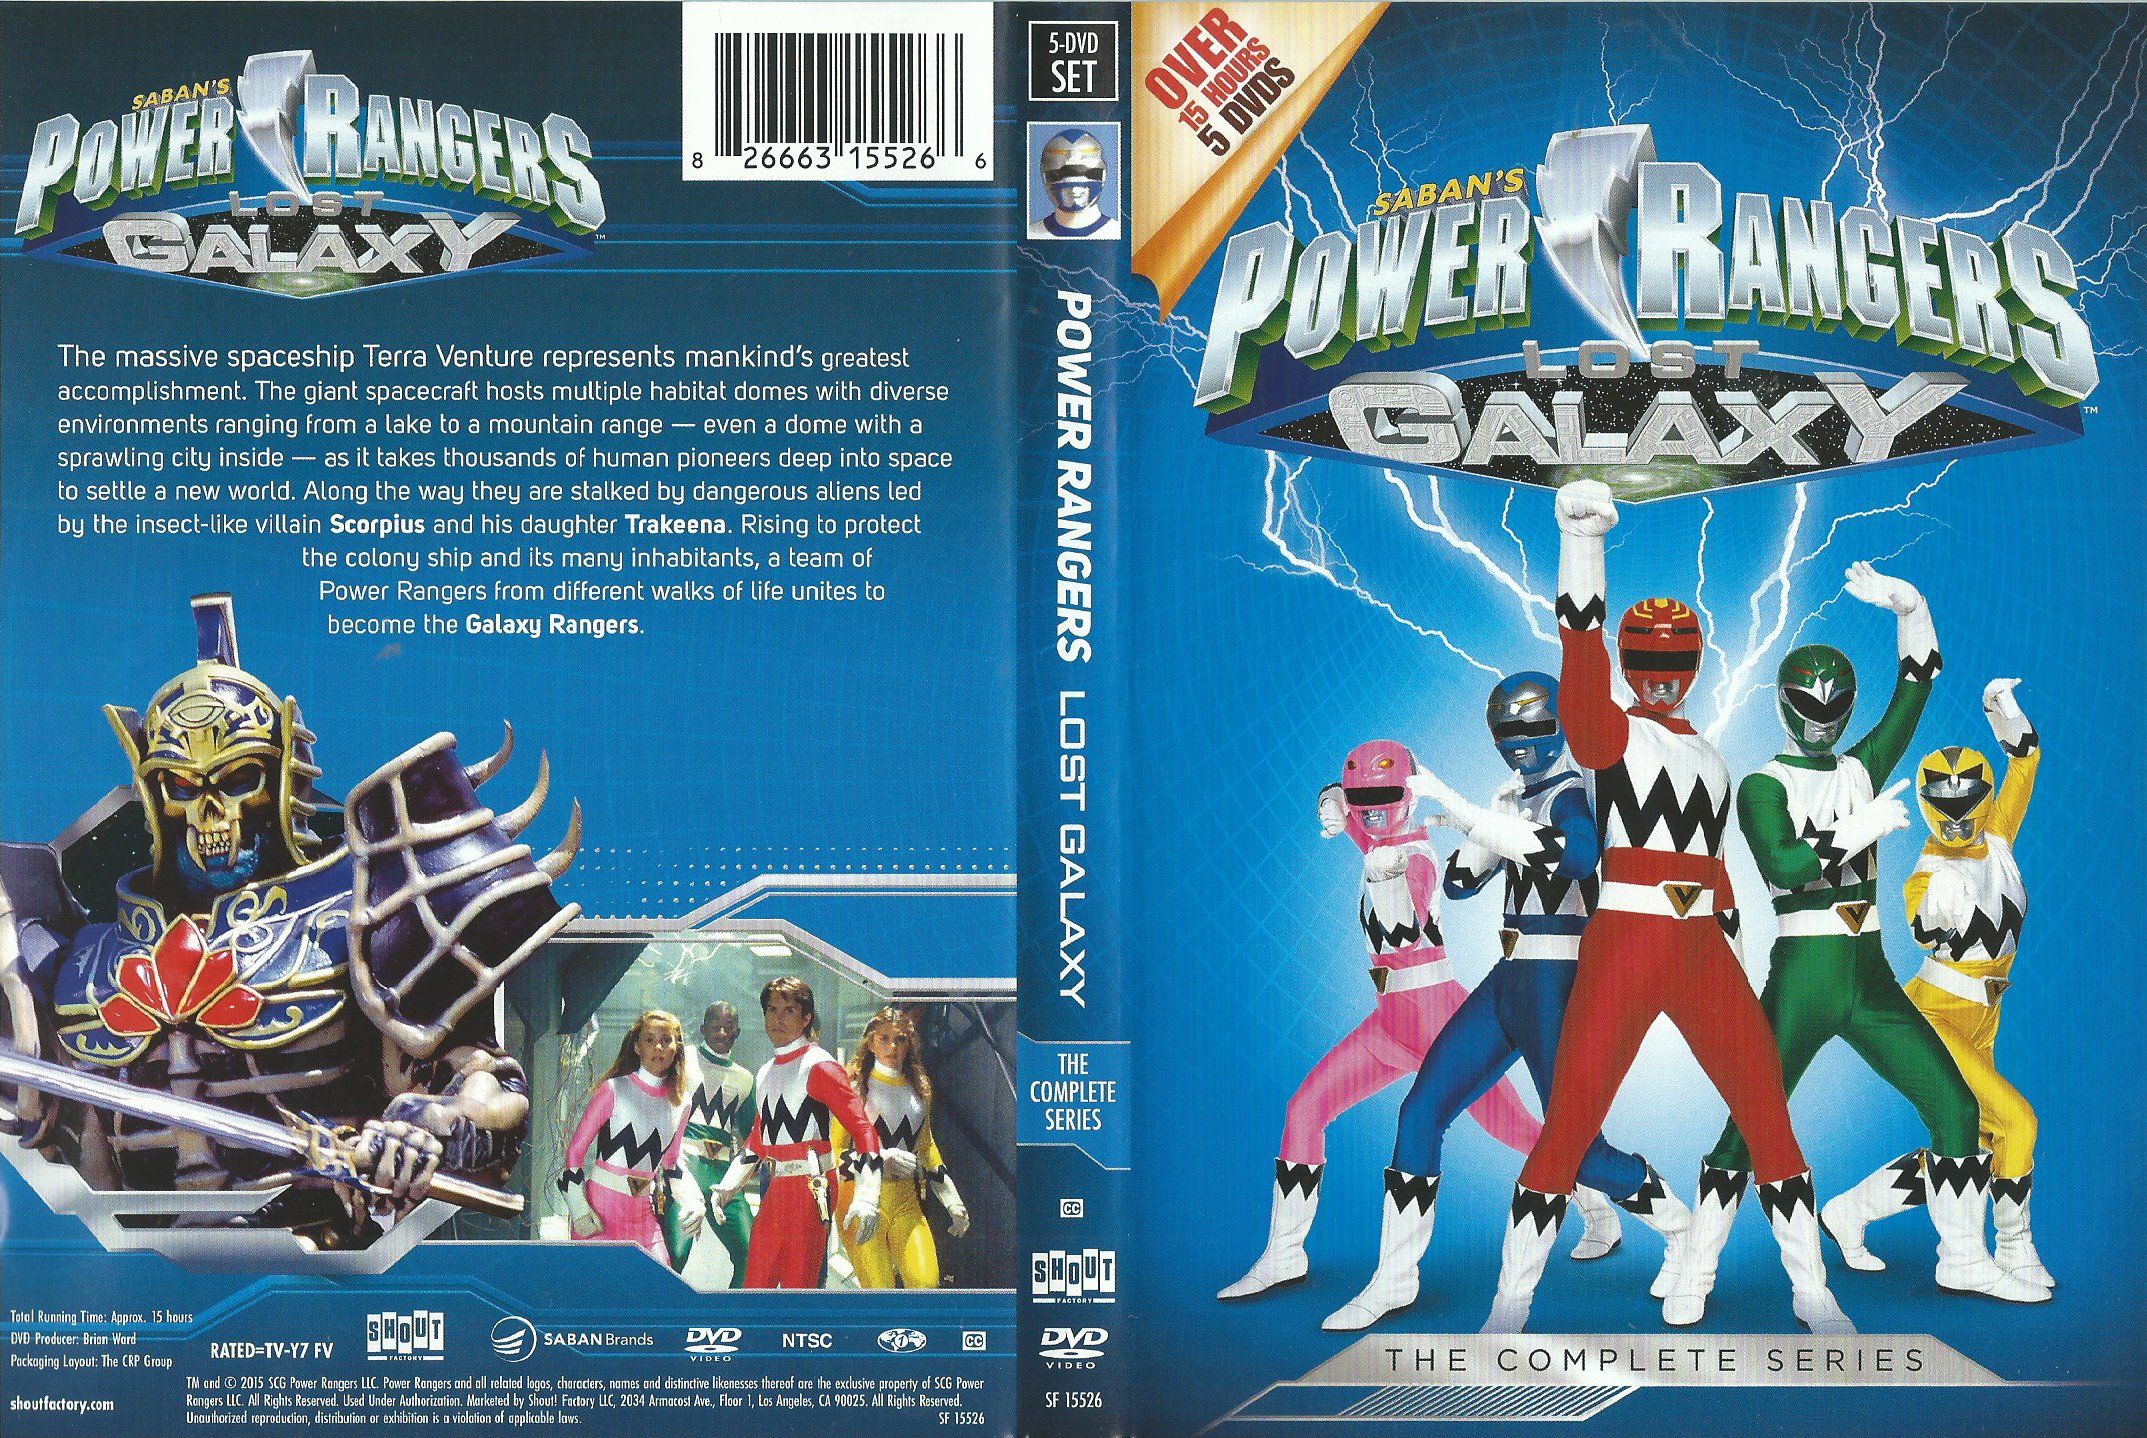 SABAN'S
POWER RANGERS
LOST
GALAXY
™
8 26663 15526 6
The massive spaceship Terra Venture represents mankind's greatest
accomplishment. The giant spacecraft hosts multiple habitat domes with diverse
environments ranging from a lake to a mountain range — even a dome with a
sprawling city inside — as it takes thousands of human pioneers deep into space
to settle a new world. Along the way they are stalked by dangerous aliens led
by the insect-like villain Scorpius and his daughter Trakeena. Rising to protect
the colony ship and its many inhabitants, a team of
Power Rangers from different walks of life unites to
become the Galaxy Rangers.
Total Running Time: Approx. 15 hours
DVD Producer: Brian Ward
Packaging Layout: The CRP Group
shoutfactory.com
RATED=TV-Y7 FV
SHOUT
FACTORY
SABAN Brands
DVD
VIDEO
NTSC
1
CC
TM and © 2015 SCG Power Rangers LLC. Power Rangers and all related logos, characters, names and distinctive likenesses thereof are the exclusive property of SCG Power
Rangers LLC. All Rights Reserved. Used Under Authorization. Marketed by Shout! Factory LLC, 2034 Armacost Ave., Floor 1, Los Angeles, CA 90025. All Rights Reserved.
Unauthorized reproduction, distribution or exhibition is a violation of applicable laws.
SF 15526
5-DVD
SET
POWER RANGERS LOST GALAXY
THE
COMPLETE
SERIES
CC
SHOUT
FACTORY
DVD
VIDEO
SF 15526
OVER
15 HOURS
5 DVDS
SABAN'S
POWER RANGERS
LOST
GALAXY
™
THE COMPLETE SERIES